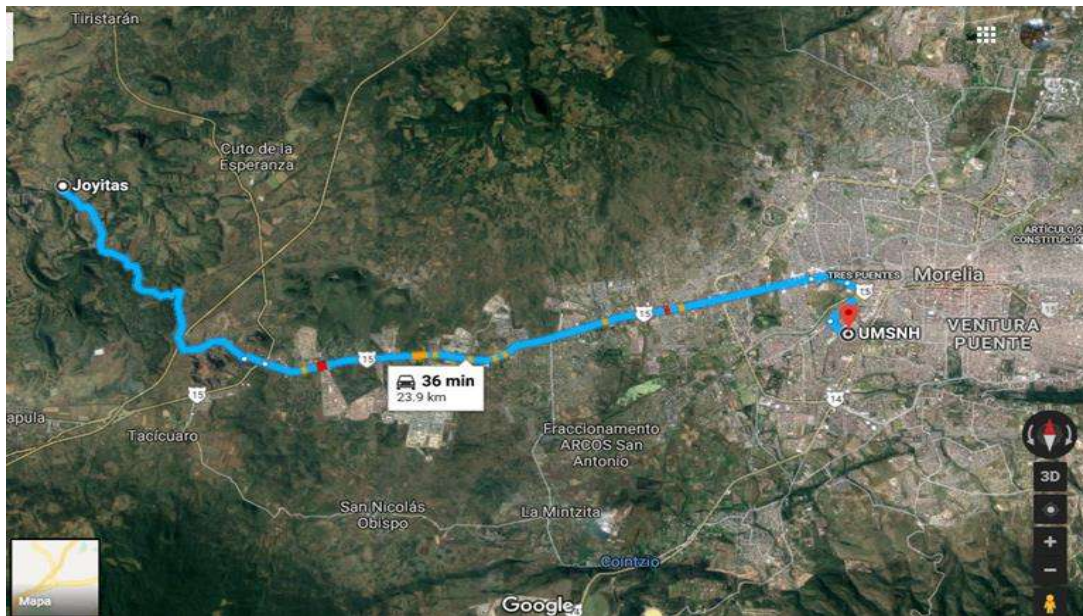 Tiristarán
Cuto de la
Esperanza
Joyitas
ARTÍCULO 2
CONSTITUCIO
TRES PUENTES
Morelia
15
15
UMSNH
VENTURA
PUENTE
15
15
36 min
23.9 km
15
14
apula
Tacícuaro
Fraccionamento
ARCOS San
Antonio
3D
San Nicolás
Obispo
La Mintzita
Cointzio
Mapa
Google